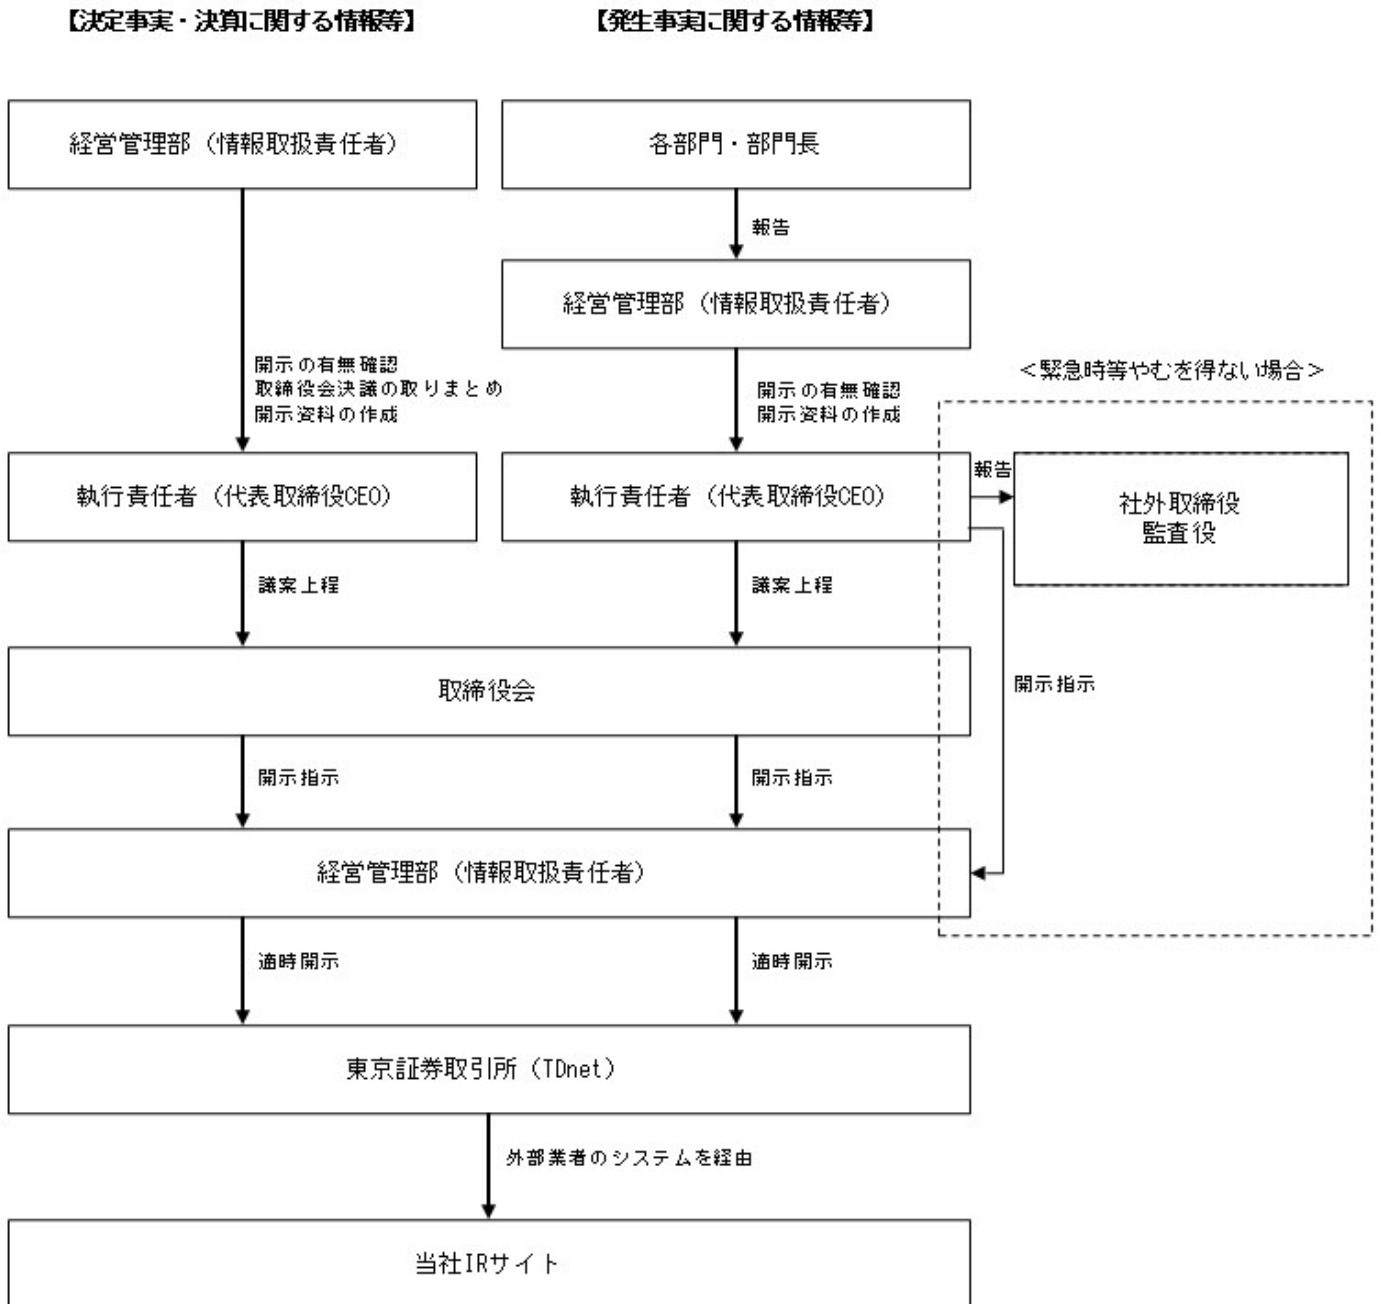 【決定事実・決算に関する情報等】
【発生事実に関する情報等】
経営管理部（情報取扱責任者）
各部門・部門長
報告
経営管理部（情報取扱責任者）
開示の有無確認
取締役会決議の取りまとめ
開示資料の作成
開示の有無確認
開示資料の作成
＜緊急時等やむを得ない場合＞
執行責任者（代表取締役CEO）
執行責任者（代表取締役CEO）
報告
社外取締役
監査役
議案上程
議案上程
取締役会
開示指示
開示指示
開示指示
経営管理部（情報取扱責任者）
適時開示
適時開示
東京証券取引所（TDnet）
外部業者のシステムを経由
当社IRサイト